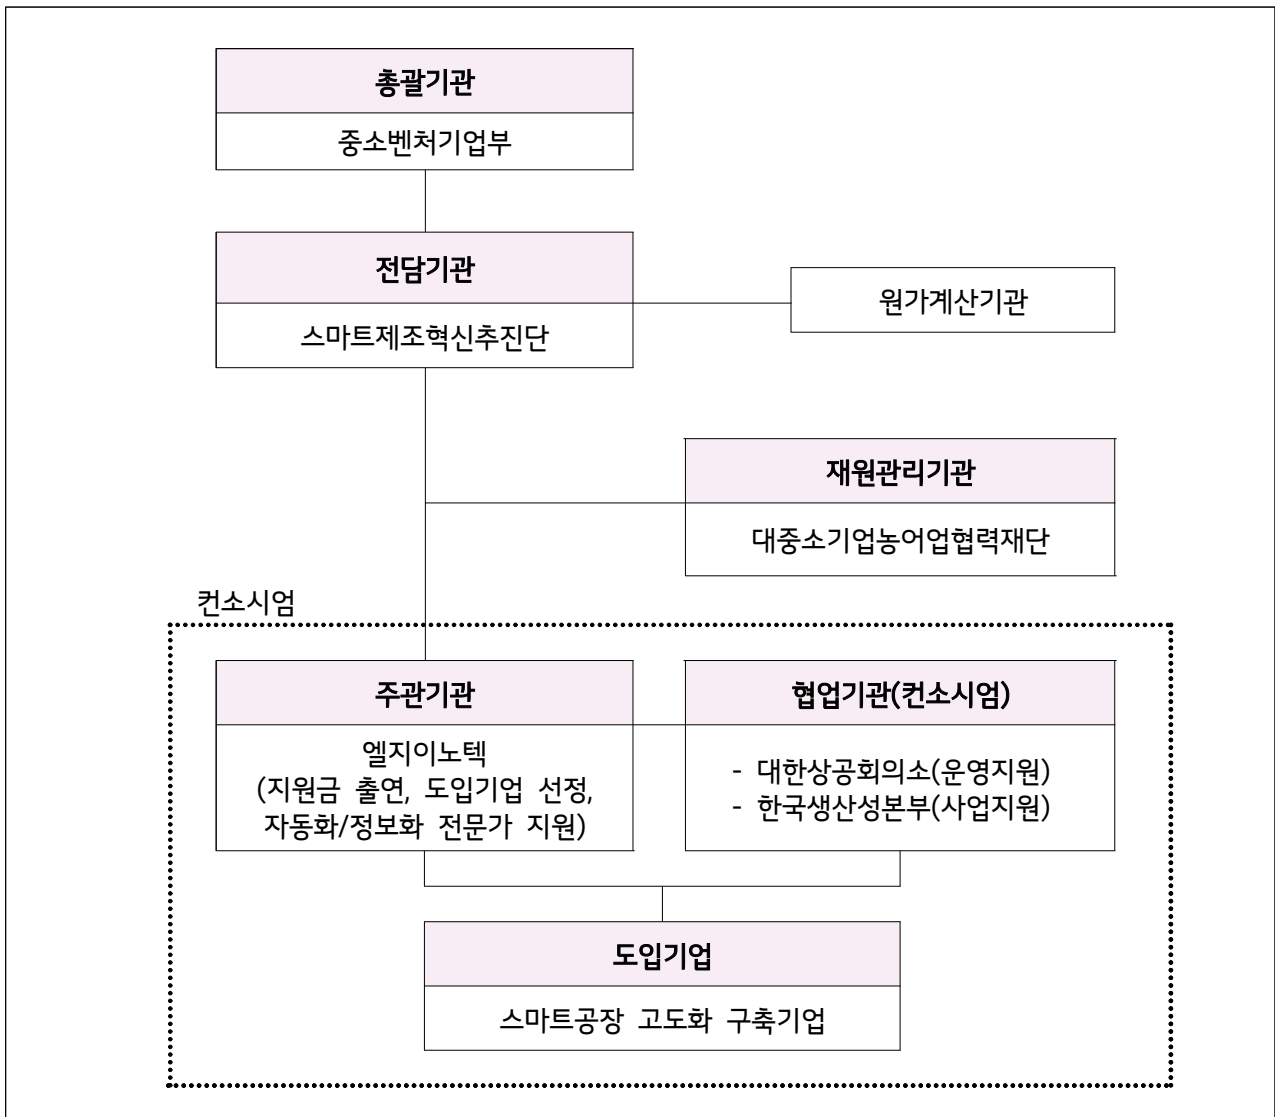 총괄기관
중소벤처기업부
전담기관
스마트제조혁신추진단
원가계산기관
재원관리기관
대중소기업농어업협력재단
컨소시엄
주관기관
엘지이노텍
(지원금 출연, 도입기업 선정,
자동화/정보화 전문가 지원)
협업기관(컨소시엄)
- 대한상공회의소(운영지원)
- 한국생산성본부(사업지원)
도입기업
스마트공장 고도화 구축기업